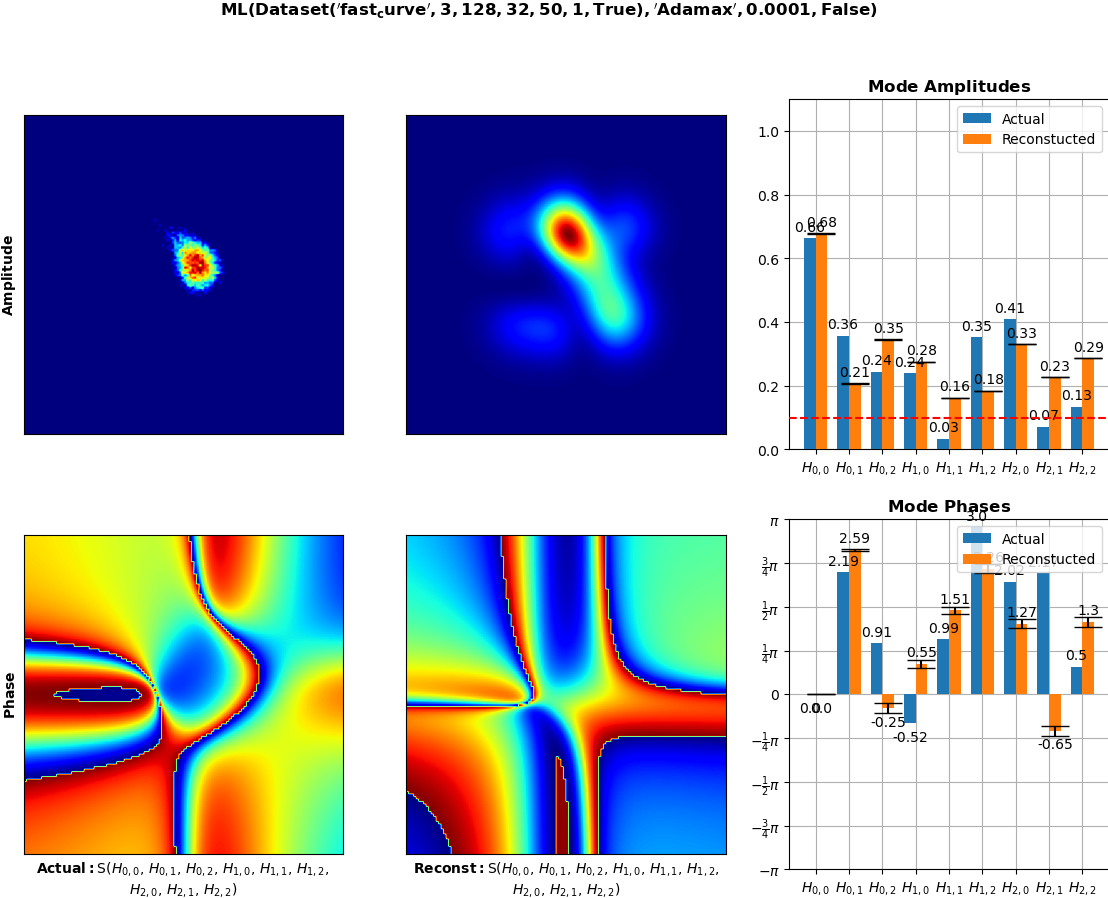 ML(Dataset('fast_curve', 3, 128, 32, 50, 1, True), 'Adamax', 0.0001, False)
Amplitude
Mode Amplitudes
Actual
Reconstucted
1.0
0.8
0.6
0.4
0.2
0.0
0.66
0.68
0.36
0.21
0.24
0.35
0.24
0.28
0.03
0.16
0.35
0.18
0.41
0.33
0.07
0.23
0.13
0.29
H0,0 H0,1 H0,2 H1,0 H1,1 H1,2 H2,0 H2,1 H2,2
Phase
Mode Phases
Actual
Reconstucted
π
3/4π
1/2π
1/4π
0
−1/4π
−1/2π
−3/4π
−π
0.0
0.0
2.19
2.59
0.91
-0.25
-0.52
0.55
0.99
1.51
3.0
2.02
1.27
-0.65
0.5
1.3
H0,0 H0,1 H0,2 H1,0 H1,1 H1,2 H2,0 H2,1 H2,2
Actual: S(H0,0, H0,1, H0,2, H1,0, H1,1, H1,2,
H2,0, H2,1, H2,2)
Reconst: S(H0,0, H0,1, H0,2, H1,0, H1,1, H1,2,
H2,0, H2,1, H2,2)